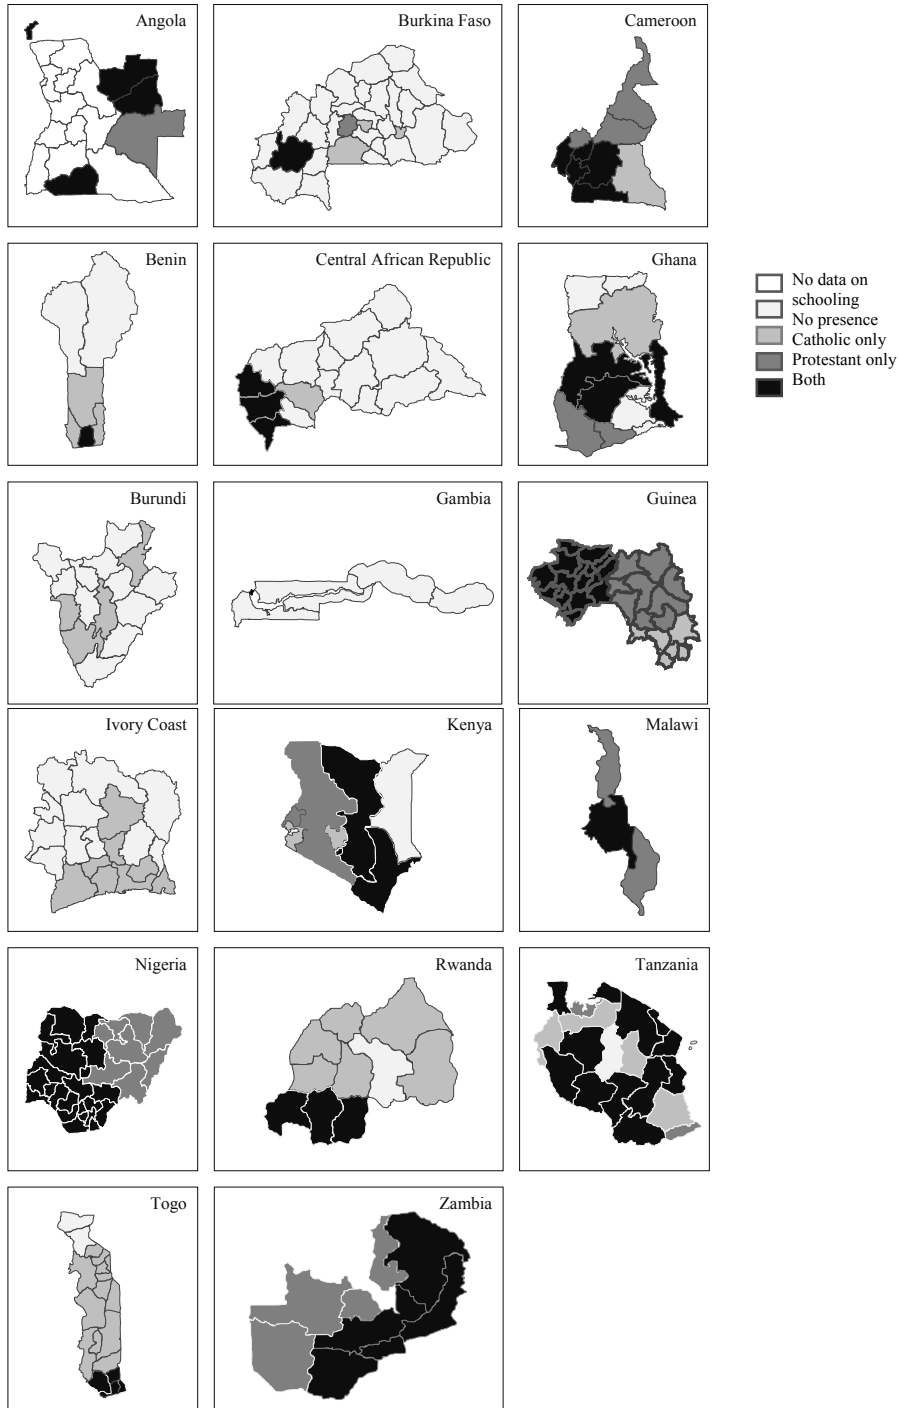 Angola
Burkina Faso
Cameroon
Benin
Central African Republic
Ghana
No data on
schooling
No presence
Catholic only
Protestant only
Both
Burundi
Gambia
Guinea
Ivory Coast
Kenya
Malawi
Nigeria
Rwanda
Tanzania
Togo
Zambia